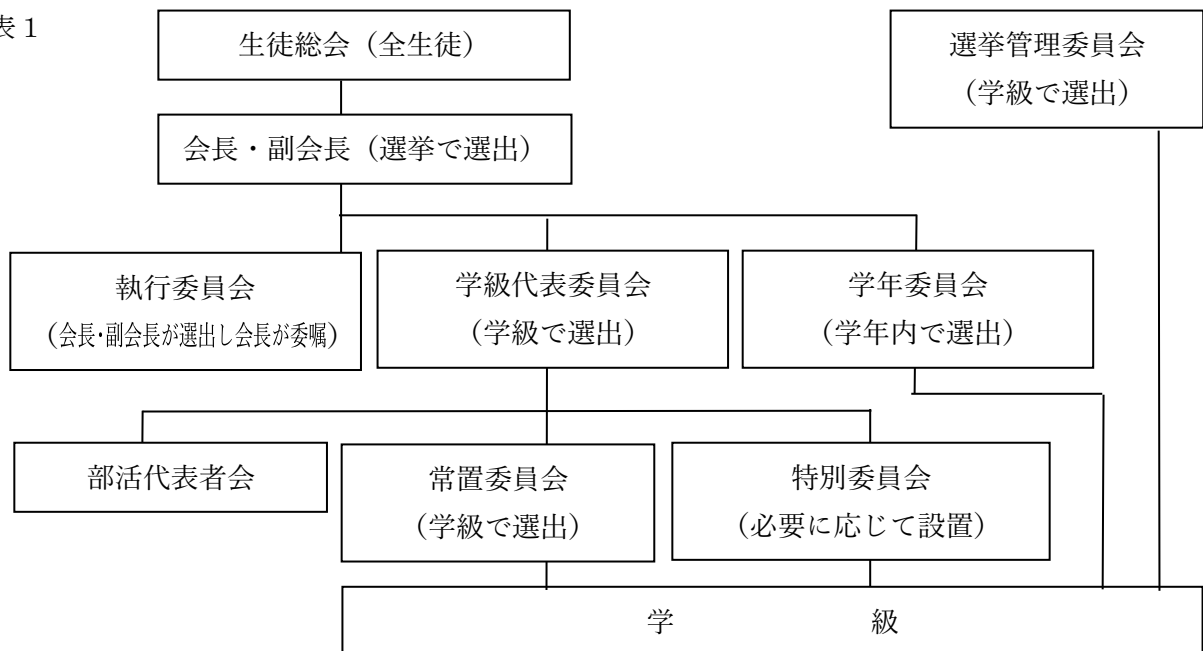 表１
生徒総会（全生徒）
選挙管理委員会
（学級で選出）
会長・副会長（選挙で選出）
執行委員会
（会長・副会長が選出し会長が委嘱）
学級代表委員会
（学級で選出）
学年委員会
（学年内で選出）
部活代表者会
常置委員会
（学級で選出）
特別委員会
（必要に応じて設置）
学　級